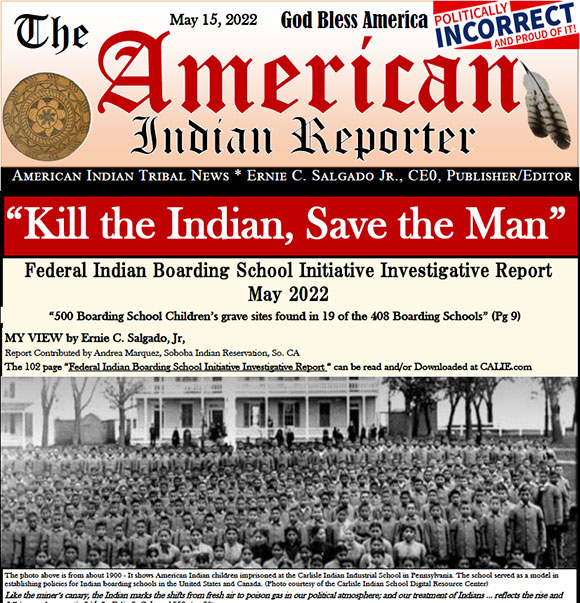 The
May 15, 2022
God Bless America
POLITICALLY
INCORRECT
AND PROUD OF IT!
American
Indian Reporter
AMERICAN INDIAN TRIBAL NEWS * ERNIE C. SALGADO JR., CEO, PUBLISHER/EDITOR
“Kill the Indian, Save the Man”
Federal Indian Boarding School Initiative Investigative Report
May 2022
“500 Boarding School Children’s grave sites found in 19 of the 408 Boarding Schools” (Pg 9)
MY VIEW by Ernie C. Salgado, Jr,
Report Contributed by Andrea Marquez, Soboba Indian Reservation, So. CA
The 102 page “Federal Indian Boarding School Initiative Investigative Report “ can be read and/or Downloaded at CALIE.com
The photo above is from about 1900 - It shows American Indian children imprisoned at the Carlisle Indian Industrial School in Pennsylvania. The school served as a model in
establishing policies for Indian boarding schools in the United States and Canada. (Photo courtesy of the Carlisle Indian School Digital Resource Center)
Like the miner’s canary, the Indian marks the shifts from fresh air to poison gas in our political atmosphere; and our treatment of Indians ... reflects the rise and